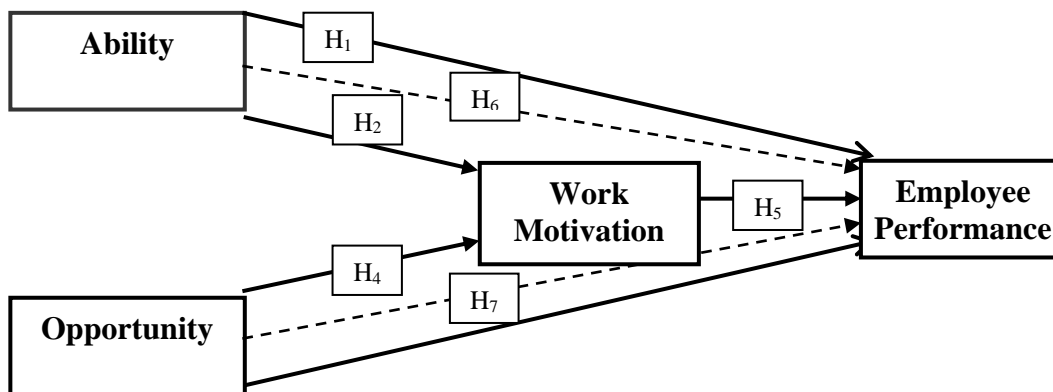 Ability
H₁
H₆
H₂
Work
Motivation
H₅
Employee
Performance
H₄
H₇
Opportunity